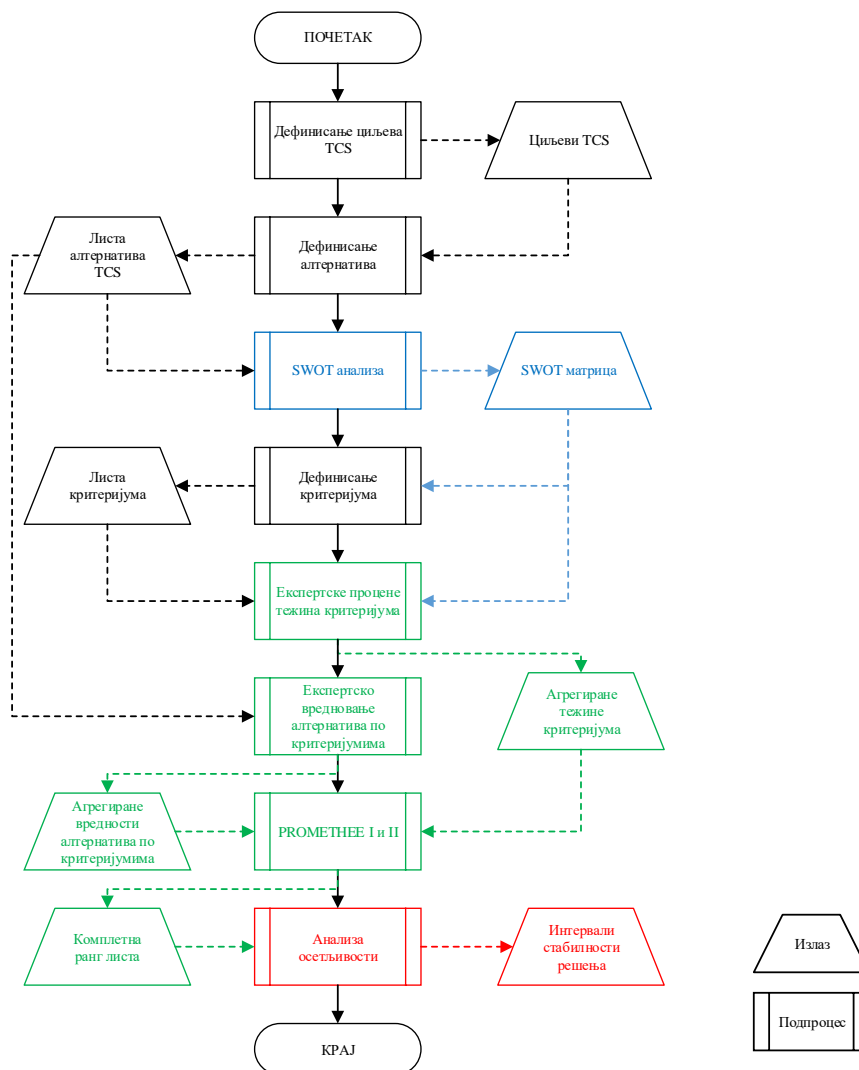 ПОЧЕТАК
Дефинисање циљева
TCS
Циљеви TCS
Листа
алтернатива
TCS
Дефинисање
алтернатива
SWOT анализа
SWOT матрица
Листа
критеријума
Дефинисање
критеријума
Експертске процене
тежина критеријума
Експертско
вредновање
алтернатива по
критеријумима
Агрегиране
тежине
критеријума
Агрегиране
вредности
алтернатива по
критеријумима
PROMETHEE I и II
Комплетна
ранг листа
Анализа
осетљивости
Интервали
стабилности
решења
Излаз
Подпроцес
КРАЈ